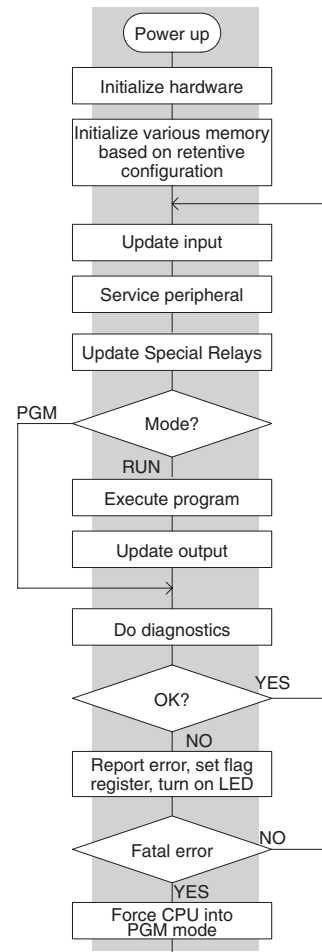 Power up
Initialize hardware
Initialize various memory
based on retentive
configuration
Update input
Service peripheral
Update Special Relays
PGM
Mode?
RUN
Execute program
Update output
Do diagnostics
YES
OK?
NO
Report error, set flag
register, turn on LED
NO
Fatal error
YES
Force CPU into
PGM mode